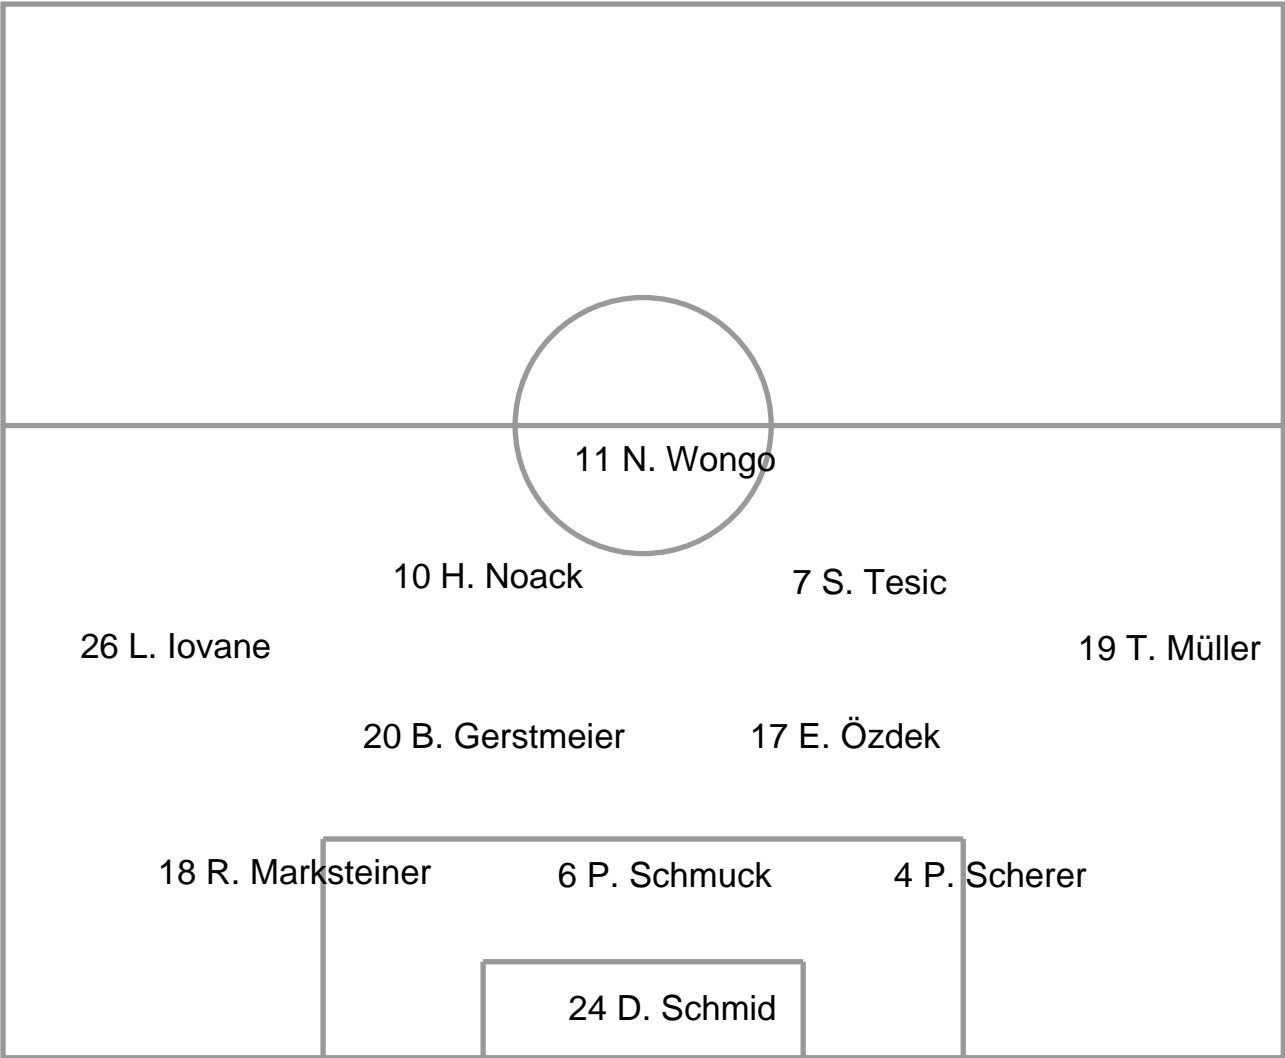 11 N. Wongo
10 H. Noack
7 S. Tesic
26 L. Iovane
19 T. Müller
20 B. Gerstmeier
17 E. Özdek
18 R. Marksteiner
6 P. Schmuck
4 P. Scherer
24 D. Schmid